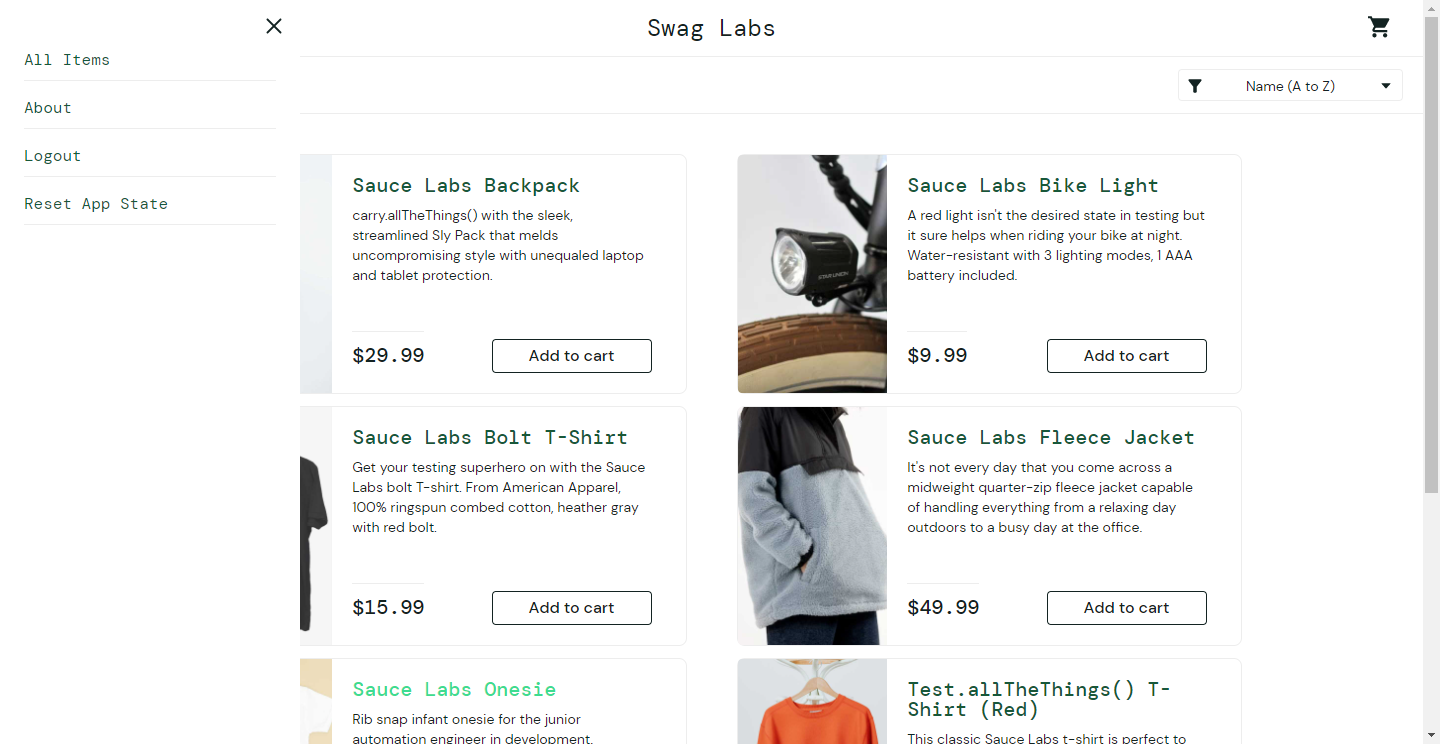 All Items
About
Logout
Reset App State
Swag Labs
Name (A to Z)
Sauce Labs Backpack
carry.allTheThings() with the sleek,
streamlined Sly Pack that melds
uncompromising style with unequaled laptop
and tablet protection.
$29.99
Add to cart
Sauce Labs Bike Light
A red light isn't the desired state in testing but
it sure helps when riding your bike at night.
Water-resistant with 3 lighting modes, 1 AAA
battery included.
$9.99
Add to cart
Sauce Labs Bolt T-Shirt
Get your testing superhero on with the Sauce
Labs bolt T-shirt. From American Apparel,
100% ringspun combed cotton, heather gray
with red bolt.
$15.99
Add to cart
Sauce Labs Fleece Jacket
It's not every day that you come across a
midweight quarter-zip fleece jacket capable
of handling everything from a relaxing day
outdoors to a busy day at the office.
$49.99
Add to cart
Sauce Labs Onesie
Rib snap infant onesie for the junior
automation engineer in development.
Test.allTheThings() T-
Shirt (Red)
This classic Sauce Labs t-shirt is perfect to